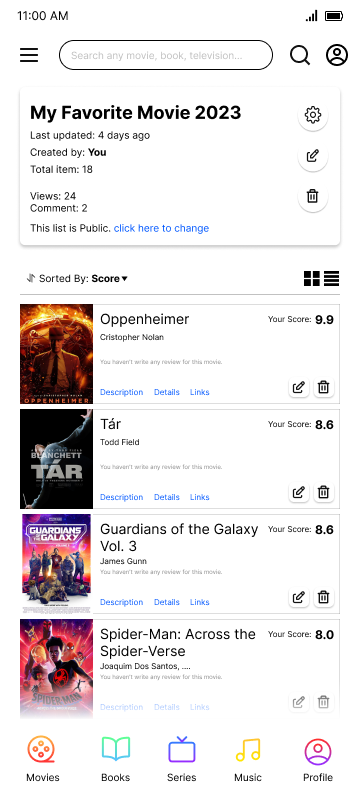 11:00 AM
Search any movie, book, television...
My Favorite Movie 2023
Last updated: 4 days ago
Created by: You
Total item: 18
Views: 24
Comment: 2
This list is Public. click here to change
Sorted By: Score
Oppenheimer
Your Score: 9.9
Cristopher Nolan
You haven't write any review for this movie.
Description Details Links
OPPENHEIMER
Tár
Your Score: 8.6
Todd Field
BLANCHETT
TÁR
You haven't write any review for this movie.
Description Details Links
Guardians of the Galaxy
Vol. 3
Your Score: 8.6
James Gunn
GUARDIANS
OF THE
GALAXY
You haven't write any review for this movie.
Description Details Links
Spider-Man: Across the
Spider-Verse
Your Score: 8.0
Joaquim Dos Santos, ....
You haven't write any review for this movie.
SPIDER-MAN
Description Details Links
Movies Books Series Music Profile